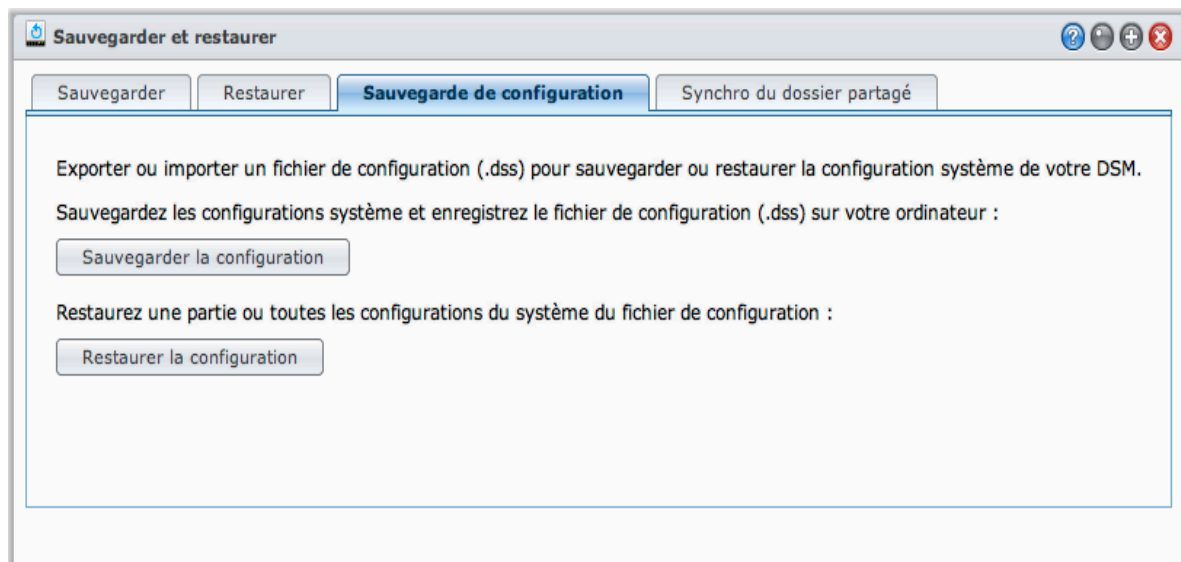 Sauvegarder et restaurer
Sauvegarder Restaurer Sauvegarde de configuration Synchro du dossier partagé
Exporter ou importer un fichier de configuration (.dss) pour sauvegarder ou restaurer la configuration système de votre DSM.
Sauvegardez les configurations système et enregistrez le fichier de configuration (.dss) sur votre ordinateur :
Sauvegarder la configuration
Restaurez une partie ou toutes les configurations du système du fichier de configuration :
Restaurer la configuration